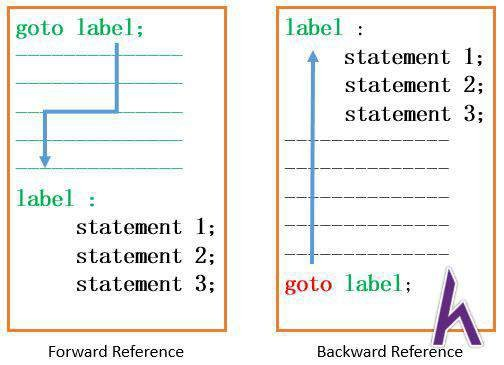 goto label;
label :
statement 1;
statement 2;
statement 3;
Forward Reference
label :
statement 1;
statement 2;
statement 3;
goto label;
Backward Reference